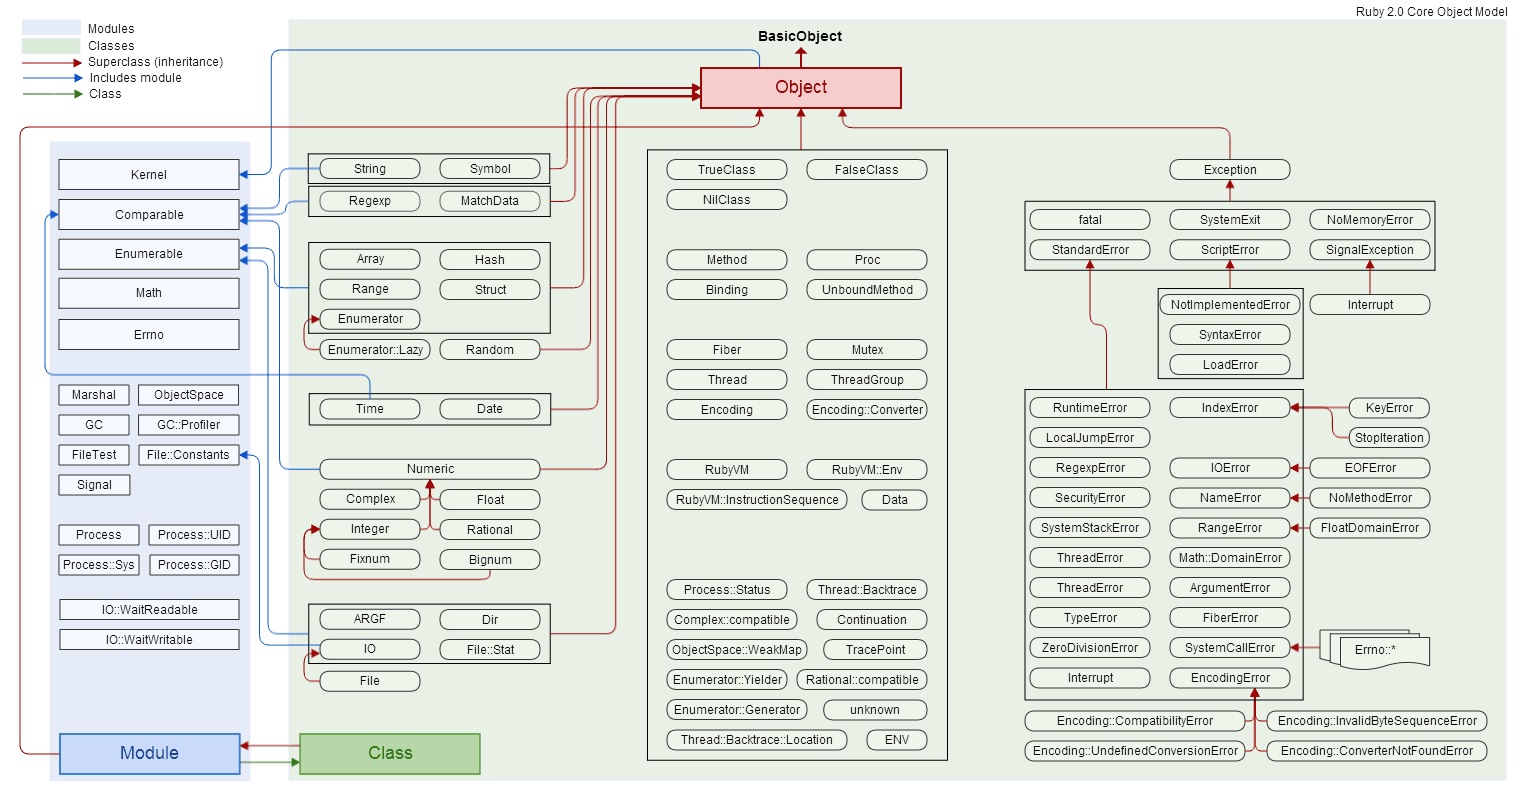 Ruby 2.0 Core Object Model
Modules
Classes
Superclass (inheritance)
Includes module
Class
BasicObject
Object
Kernel
Comparable
Enumerable
Math
Errno
Marshal
ObjectSpace
GC
GC::Profiler
FileTest
File::Constants
Signal
Process
Process::UID
Process::Sys
Process::GID
IO::WaitReadable
IO::WaitWritable
Module
String
Symbol
Regexp
MatchData
Array
Hash
Range
Struct
Enumerator
Enumerator::Lazy
Random
Time
Date
Numeric
Complex
Float
Integer
Rational
Fixnum
Bignum
ARGF
Dir
IO
File::Stat
File
Class
TrueClass
FalseClass
NilClass
Method
Proc
Binding
UnboundMethod
Fiber
Mutex
Thread
ThreadGroup
Encoding
Encoding::Converter
RubyVM
RubyVM::Env
RubyVM::InstructionSequence
Data
Process::Status
Thread::Backtrace
Complex::compatible
Continuation
ObjectSpace::WeakMap
TracePoint
Enumerator::Yielder
Rational::compatible
Enumerator::Generator
unknown
Thread::Backtrace::Location
ENV
Exception
fatal
SystemExit
NoMemoryError
StandardError
ScriptError
SignalException
NotImplementedError
Interrupt
SyntaxError
LoadError
RuntimeError
IndexError
KeyError
LocalJumpError
StopIteration
RegexpError
IOError
EOFError
SecurityError
NameError
NoMethodError
SystemStackError
RangeError
FloatDomainError
ThreadError
Math::DomainError
ThreadError
ArgumentError
TypeError
FiberError
ZeroDivisionError
SystemCallError
Errno::*
Interrupt
EncodingError
Encoding::CompatibilityError
Encoding::InvalidByteSequenceError
Encoding::UndefinedConversionError
Encoding::ConverterNotFoundError